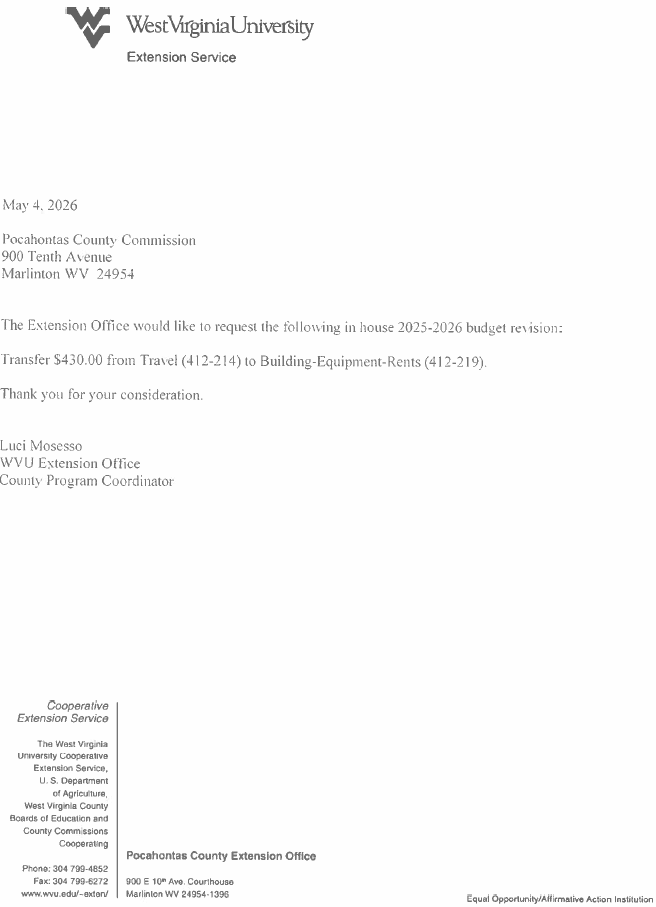 WestVirginiaUniversity
Extension Service
May 4, 2026
Pocahontas County Commission
900 Tenth Avenue
Marlinton WV 24954
The Extension Office would like to request the following in house 2025-2026 budget revision:
Transfer $430.00 from Travel (412-214) to Building-Equipment-Rents (412-219).
Thank you for your consideration.
Luci Mosesso
WVU Extension Office
County Program Coordinator
Cooperative
Extension Service
The West Virginia
University Cooperative
Extension Service,
U. S. Department
of Agriculture,
West Virginia County
Boards of Education and
County Commissions
Cooperating
Phone: 304 799-4852
Fax: 304 799-6272
www.wvu.edu/~exten/
Pocahontas County Extension Office
900 E 10th Ave. Courthouse
Marlinton WV 24954-1396
Equal Opportunity/Affirmative Action Institution